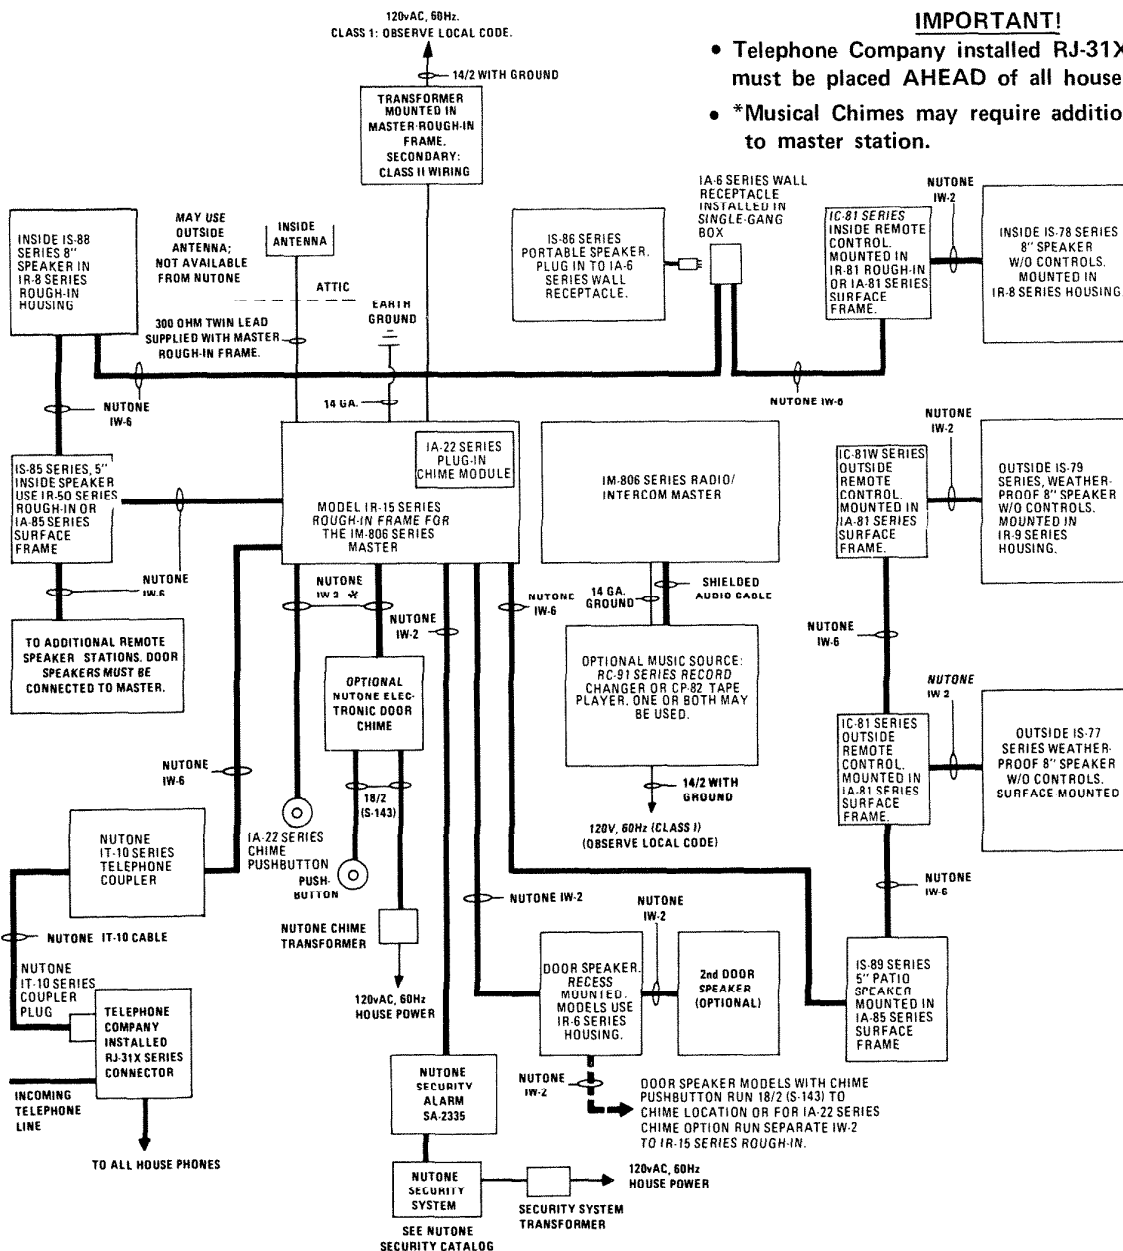 120vAC, 60Hz.
CLASS 1: OBSERVE LOCAL CODE.
14/2 WITH GROUND
TRANSFORMER
MOUNTED IN
MASTER-ROUGH-IN
FRAME.
SECONDARY:
CLASS II WIRING
IMPORTANT!
• Telephone Company installed RJ-31X
must be placed AHEAD of all house
• *Musical Chimes may require additio
to master station.
INSIDE IS-88
SERIES 8"
SPEAKER IN
IR-8 SERIES
ROUGH-IN
HOUSING
MAY USE
OUTSIDE
ANTENNA;
NOT AVAILABLE
FROM NUTONE
INSIDE
ANTENNA
ATTIC
300 OHM TWIN LEAD
SUPPLIED WITH MASTER
ROUGH-IN FRAME.
EARTH
GROUND
14 GA.
IS-86 SERIES
PORTABLE SPEAKER.
PLUG IN TO IA-6
SERIES WALL
RECEPTACLE.
IA-6 SERIES WALL
RECEPTACLE
INSTALLED IN
SINGLE-GANG
BOX
IC-81 SERIES
INSIDE REMOTE
CONTROL.
MOUNTED IN
IR-81 ROUGH-IN
OR IA-81 SERIES
SURFACE
FRAME.
NUTONE
IW-2
INSIDE IS-78 SERIES
8" SPEAKER
W/O CONTROLS.
MOUNTED IN
IR-8 SERIES HOUSING.
NUTONE
IW-6
NUTONE IW-6
IS-85 SERIES, 5"
INSIDE SPEAKER
USE IR-50 SERIES
ROUGH-IN OR
IA-85 SERIES
SURFACE
FRAME
NUTONE
IW-6
IA-22 SERIES
PLUG-IN
CHIME MODULE
MODEL IR-15 SERIES
ROUGH-IN FRAME FOR
THE IM-806 SERIES
MASTER
IM-806 SERIES RADIO/
INTERCOM MASTER
IC-81W SERIES
OUTSIDE
REMOTE
CONTROL.
MOUNTED IN
IA-81 SERIES
SURFACE
FRAME.
NUTONE
IW-2
OUTSIDE IS-79
SERIES, WEATHER-
PROOF 8" SPEAKER
W/O CONTROLS.
MOUNTED IN
IR-9 SERIES
HOUSING.
TO ADDITIONAL REMOTE
SPEAKER STATIONS. DOOR
SPEAKERS MUST BE
CONNECTED TO MASTER.
NUTONE
IW-2 *
NUTONE
IW-2
NUTONE
IW-6
14 GA.
GROUND
SHIELDED
AUDIO CABLE
NUTONE
IW-6
OPTIONAL
NUTONE ELEC-
TRONIC DOOR
CHIME
OPTIONAL MUSIC SOURCE:
RC-91 SERIES RECORD
CHANGER OR CP-82 TAPE
PLAYER. ONE OR BOTH MAY
BE USED.
14/2 WITH
GROUND
120V, 60Hz (CLASS I)
(OBSERVE LOCAL CODE)
IC-81 SERIES
OUTSIDE
REMOTE
CONTROL.
MOUNTED IN
IA-81 SERIES
SURFACE
FRAME.
NUTONE
IW-2
OUTSIDE IS-77
SERIES WEATHER-
PROOF 8" SPEAKER
W/O CONTROLS.
SURFACE MOUNTED
NUTONE
IW-6
18/2
(S-143)
IA-22 SERIES
CHIME
PUSHBUTTON
PUSH-
BUTTON
NUTONE
IT-10 SERIES
TELEPHONE
COUPLER
NUTONE IT-10 CABLE
NUTONE CHIME
TRANSFORMER
120vAC, 60Hz
HOUSE POWER
NUTONE IW-2
NUTONE
IW-2
NUTONE
IW-6
NUTONE
IT-10 SERIES
COUPLER
PLUG
TELEPHONE
COMPANY
INSTALLED
RJ-31X SERIES
CONNECTOR
INCOMING
TELEPHONE
LINE
TO ALL HOUSE PHONES
DOOR SPEAKER.
RECESS
MOUNTED.
MODELS USE
IR-6 SERIES
HOUSING.
2nd DOOR
SPEAKER
(OPTIONAL)
IS-89 SERIES
5" PATIO
SPEAKER
MOUNTED IN
IA-85 SERIES
SURFACE
FRAME
NUTONE
SECURITY
ALARM
SA-2335
NUTONE
IW-2
DOOR SPEAKER MODELS WITH CHIME
PUSHBUTTON RUN 18/2 (S-143) TO
CHIME LOCATION OR FOR IA-22 SERIES
CHIME OPTION RUN SEPARATE IW-2
TO IR-15 SERIES ROUGH-IN.
NUTONE
SECURITY
SYSTEM
120vAC, 60Hz
HOUSE POWER
SECURITY SYSTEM
TRANSFORMER
SEE NUTONE
SECURITY CATALOG